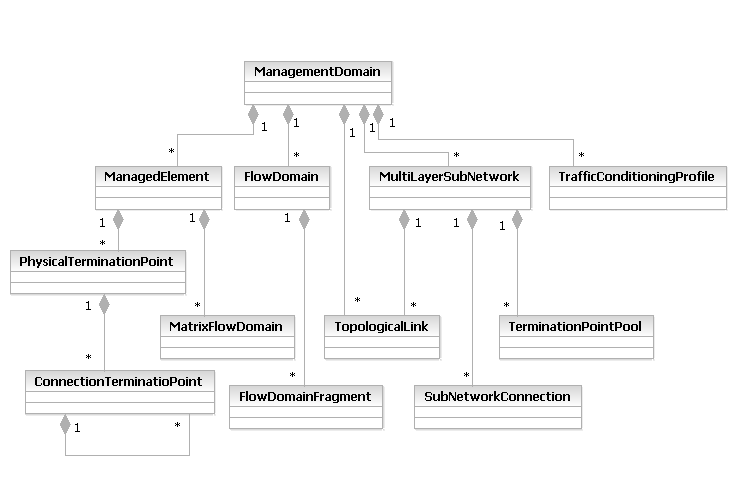 ManagementDomain
1
1
1
1
1
*
*
*
*
ManagedElement
FlowDomain
MultiLayerSubNetwork
TrafficConditioningProfile
1
1
1
1
1
1
*
PhysicalTerminationPoint
1
*
*
*
*
MatrixFlowDomain
TopologicalLink
TerminationPointPool
*
*
*
ConnectionTerminatioPoint
FlowDomainFragment
SubNetworkConnection
1
*